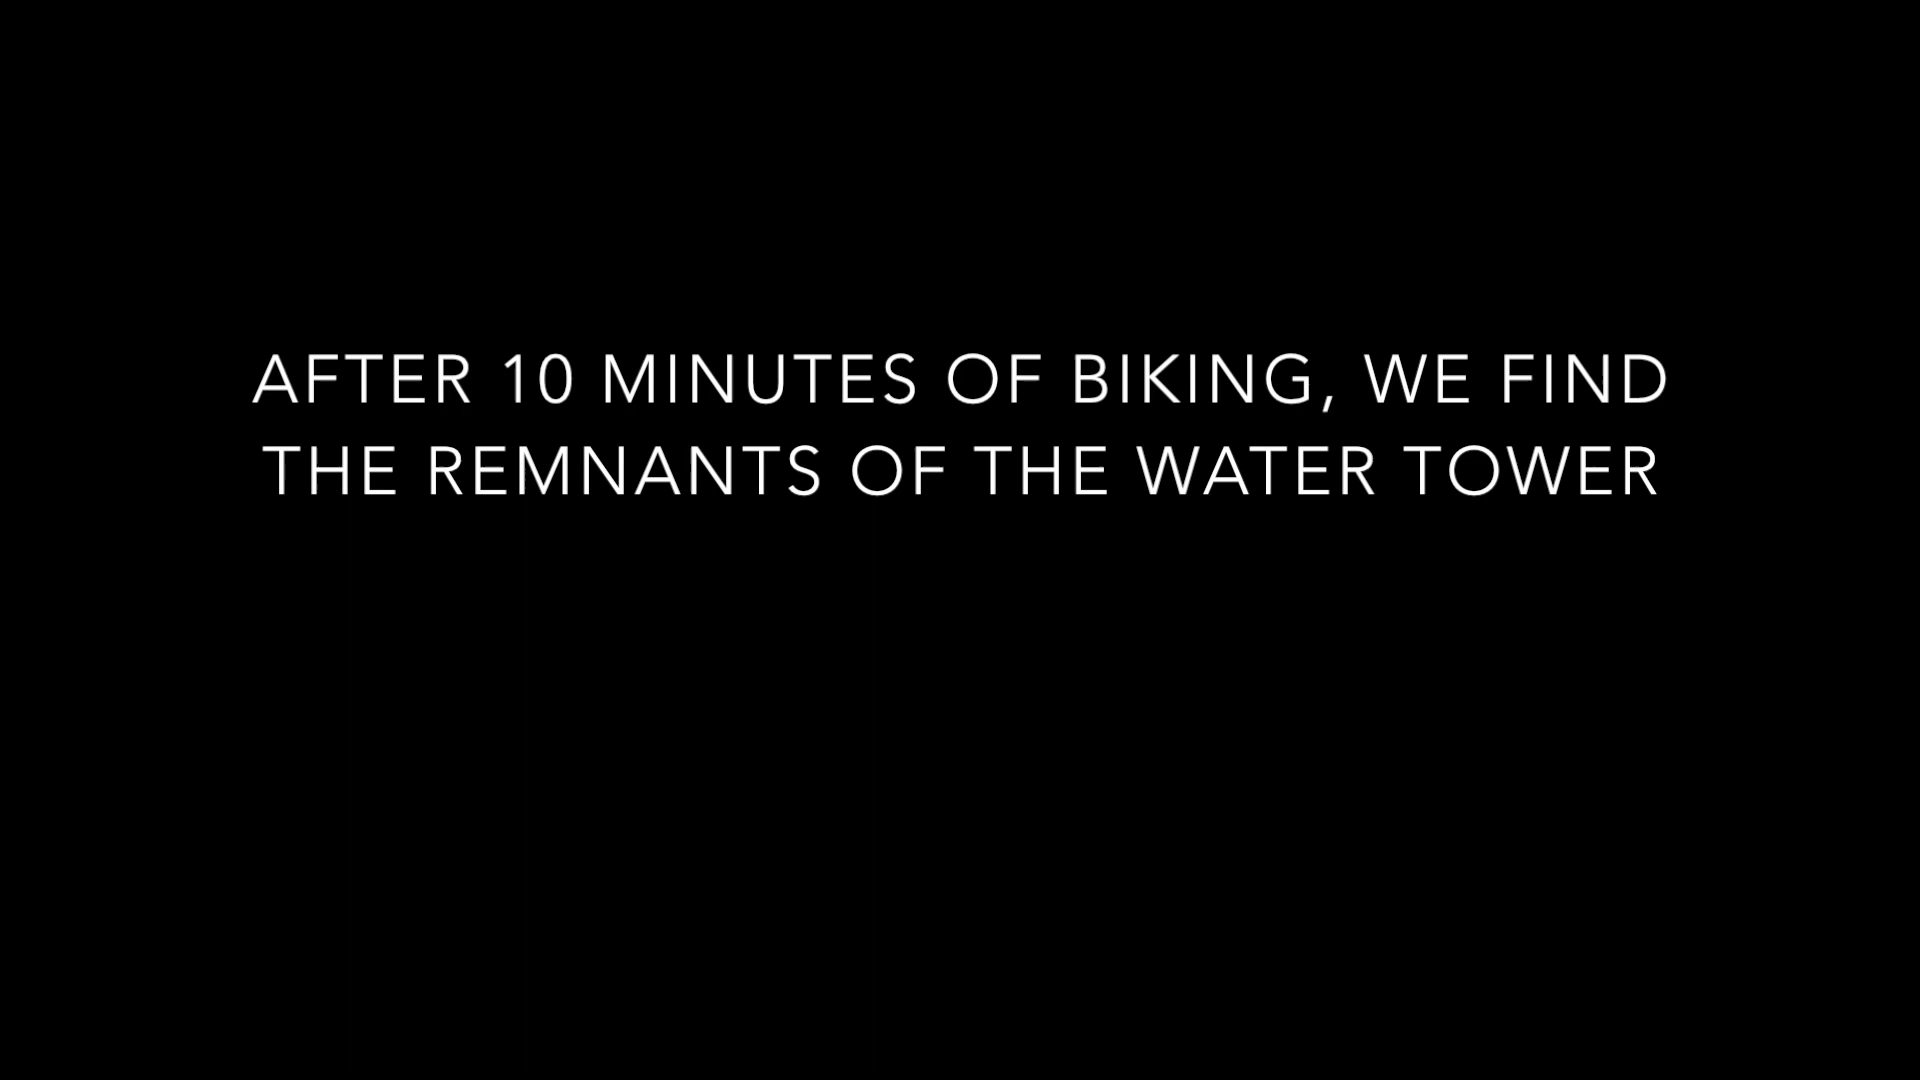 AFTER 10 MINUTES OF BIKING, WE FIND
THE REMNANTS OF THE WATER TOWER